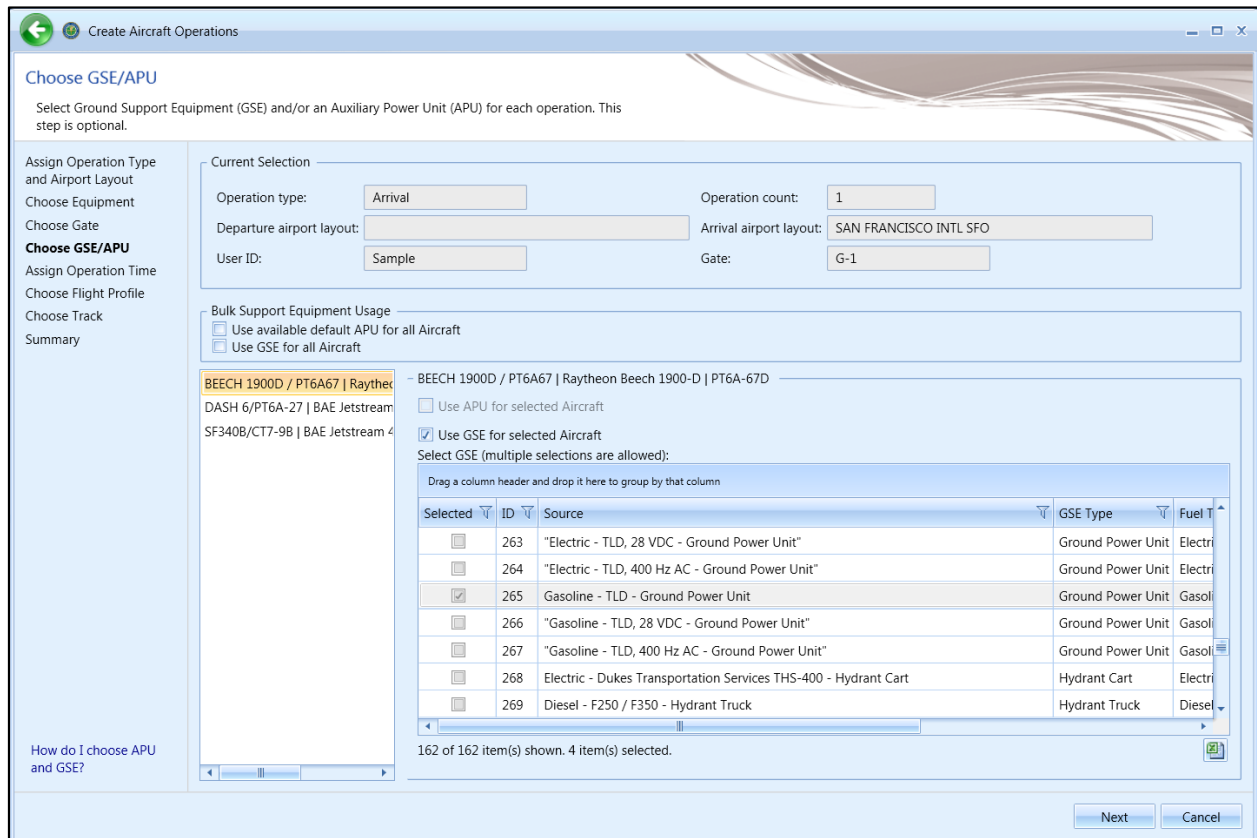 Create Aircraft Operations
Choose GSE/APU
Select Ground Support Equipment (GSE) and/or an Auxiliary Power Unit (APU) for each operation. This
step is optional.
Assign Operation Type
and Airport Layout
Choose Equipment
Choose Gate
Choose GSE/APU
Assign Operation Time
Choose Flight Profile
Choose Track
Summary
How do I choose APU
and GSE?
Current Selection
Operation type: Arrival Operation count: 1
Departure airport layout: Arrival airport layout: SAN FRANCISCO INTL SFO
User ID: Sample Gate: G-1
Bulk Support Equipment Usage
Use available default APU for all Aircraft
Use GSE for all Aircraft
BEECH 1900D / PT6A67 | Raythec
DASH 6/PT6A-27 | BAE Jetstream
SF340B/CT7-9B | BAE Jetstream 4
BEECH 1900D / PT6A67 | Raytheon Beech 1900-D | PT6A-67D
Use APU for selected Aircraft
Use GSE for selected Aircraft
Select GSE (multiple selections are allowed):
Drag a column header and drop it here to group by that column
Selected ID Source GSE Type Fuel T
263 "Electric - TLD, 28 VDC - Ground Power Unit" Ground Power Unit Electri
264 "Electric - TLD, 400 Hz AC - Ground Power Unit" Ground Power Unit Electri
265 Gasoline - TLD - Ground Power Unit Ground Power Unit Gasoli
266 "Gasoline - TLD, 28 VDC - Ground Power Unit" Ground Power Unit Gasoli
267 "Gasoline - TLD, 400 Hz AC - Ground Power Unit" Ground Power Unit Gasoli
268 Electric - Dukes Transportation Services THS-400 - Hydrant Cart Hydrant Cart Electri
269 Diesel - F250 / F350 - Hydrant Truck Hydrant Truck Diesel
162 of 162 item(s) shown. 4 item(s) selected.
Next Cancel